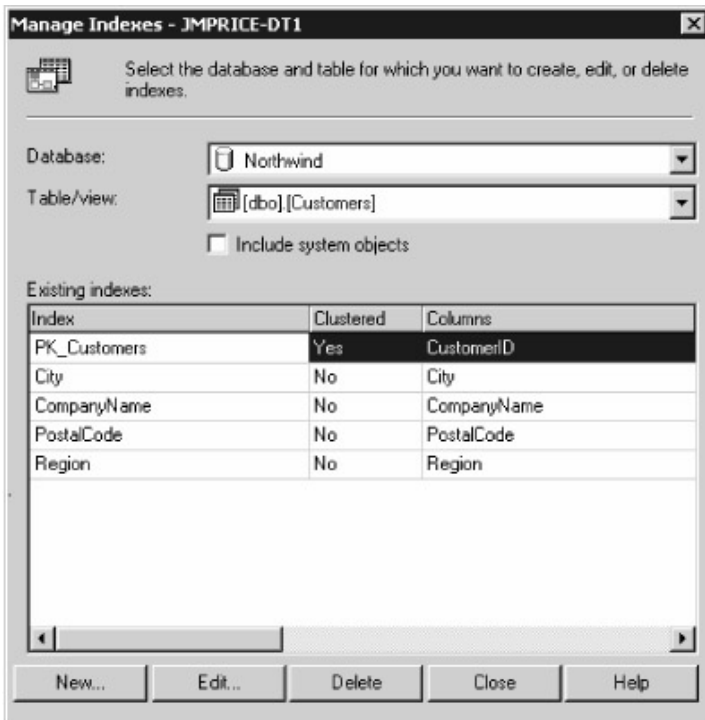 Manage Indexes - JMPRICE-DT1
Select the database and table for which you want to create, edit, or delete
indexes.
Database: Northwind
Table/view: [dbo].[Customers]
Include system objects
Existing indexes:
Index Clustered Columns
PK_Customers Yes CustomerID
City No City
CompanyName No CompanyName
PostalCode No PostalCode
Region No Region
New... Edit... Delete Close Help